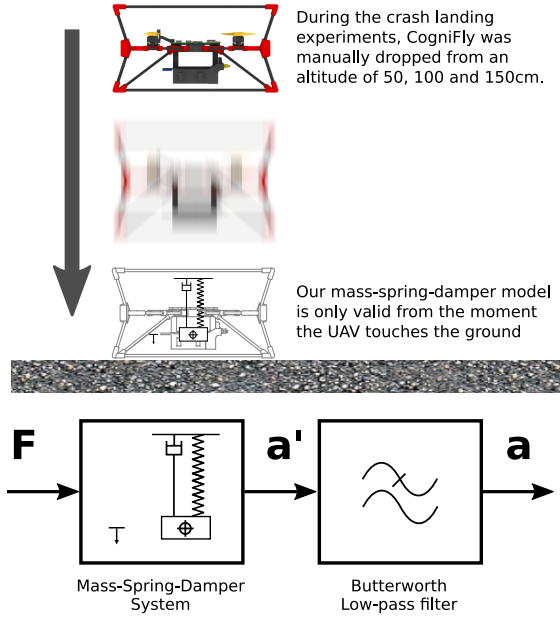 During the crash landing
experiments, CogniFly was
manually dropped from an
altitude of 50, 100 and 150cm.
Our mass-spring-damper model
is only valid from the moment
the UAV touches the ground
F
a'
a
Mass-Spring-Damper
System
Butterworth
Low-pass filter